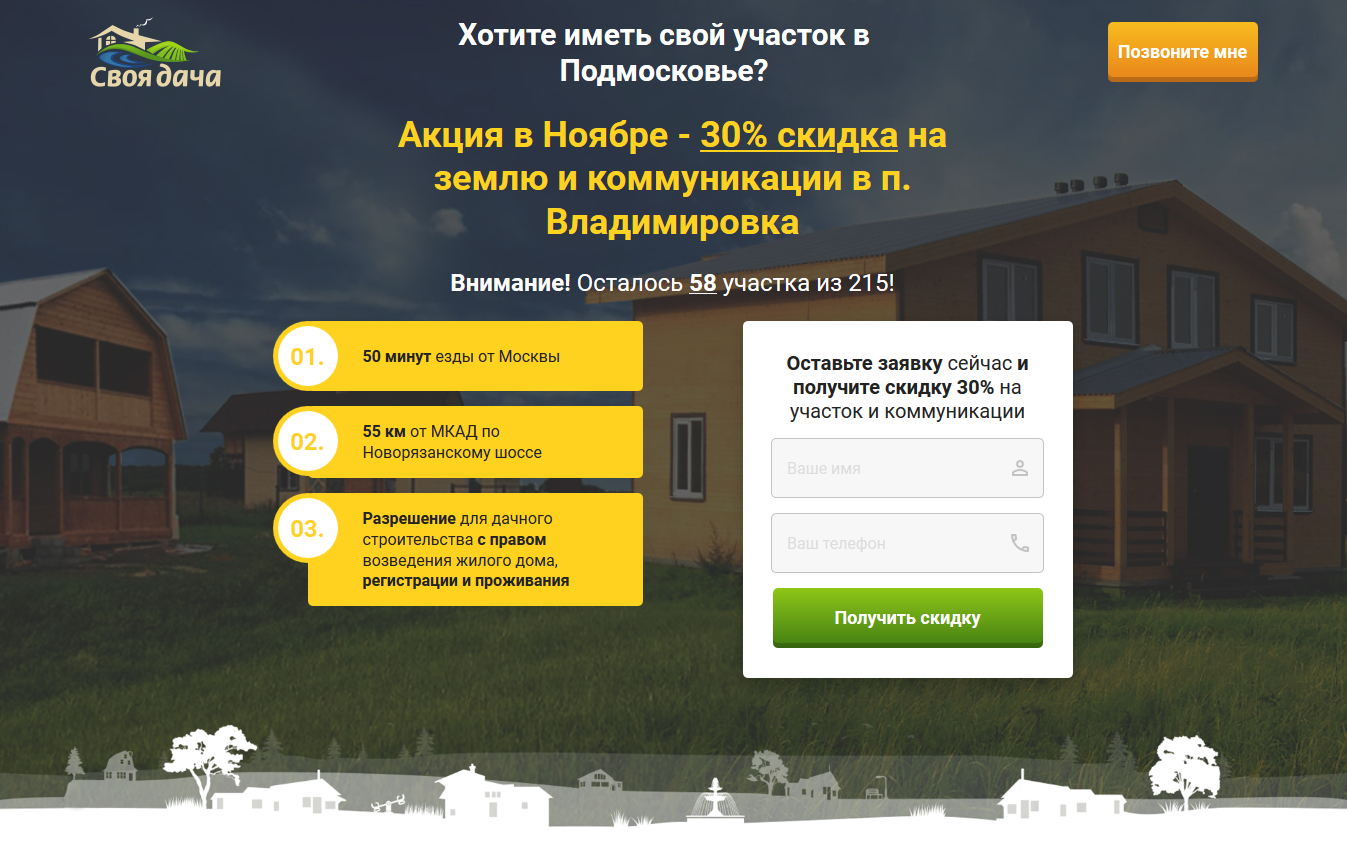 Своя дача
Хотите иметь свой участок в
Подмосковье?
Позвоните мне
Акция в Ноябре - 30% скидка на
землю и коммуникации в п.
Владимировка
Внимание! Осталось 58 участка из 215!
01.
50 минут езды от Москвы
02.
55 км от МКАД по
Новорязанскому шоссе
03.
Разрешение для дачного
строительства с правом
возведения жилого дома,
регистрации и проживания
Оставьте заявку сейчас и
получите скидку 30% на
участок и коммуникации
Ваше имя
Ваш телефон
Получить скидку